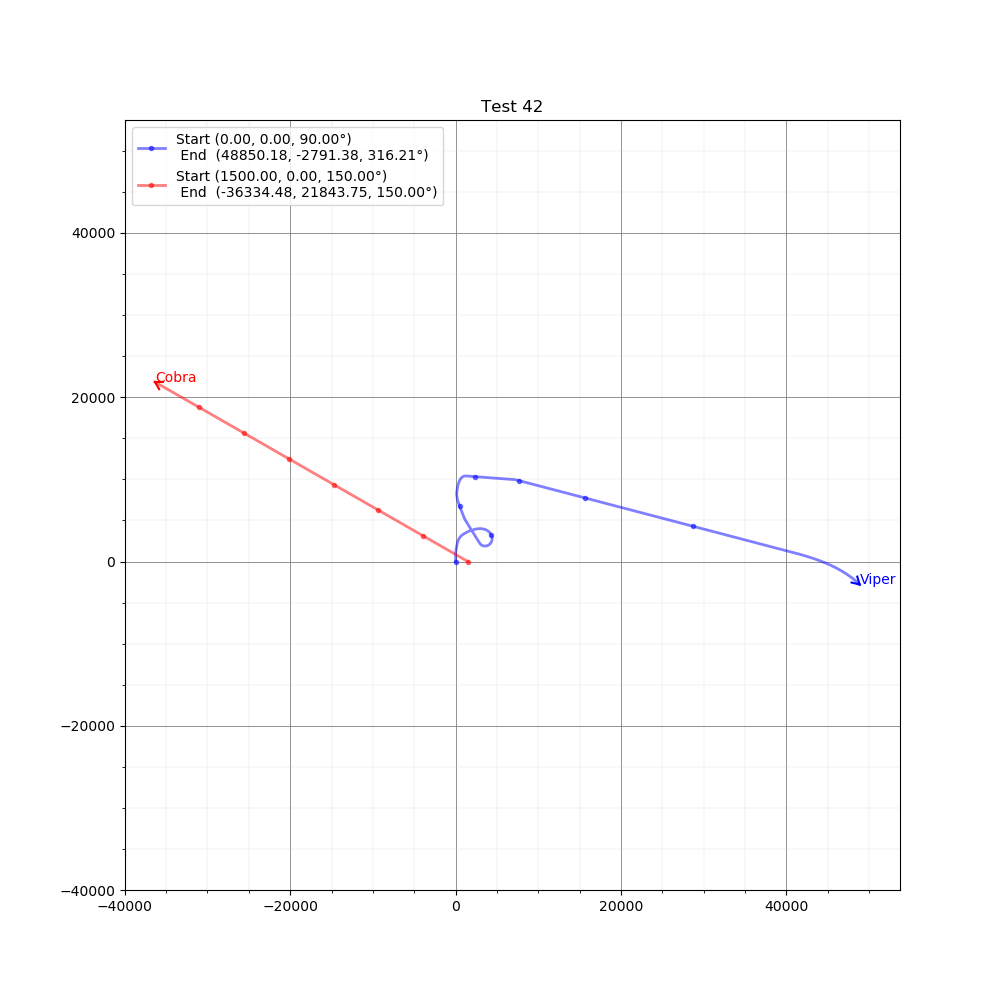 Test 42
Start (0.00, 0.00, 90.00°)
End  (48850.18, -2791.38, 316.21°)
Start (1500.00, 0.00, 150.00°)
End  (-36334.48, 21843.75, 150.00°)
40000
20000
0
−20000
−40000
Cobra
Viper
−40000
−20000
0
20000
40000